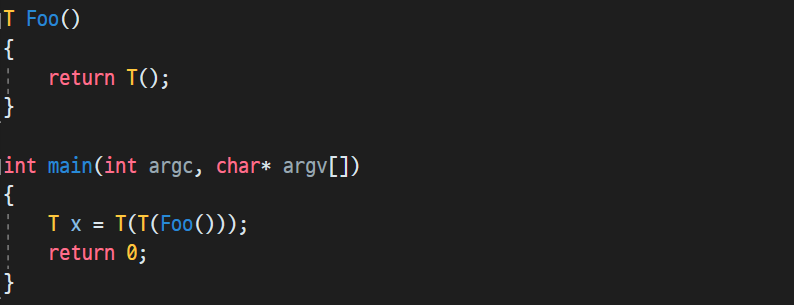 T Foo()
{
    return T();
}
int main(int argc, char* argv[])
{
    T x = T(T(Foo()));
    return 0;
}